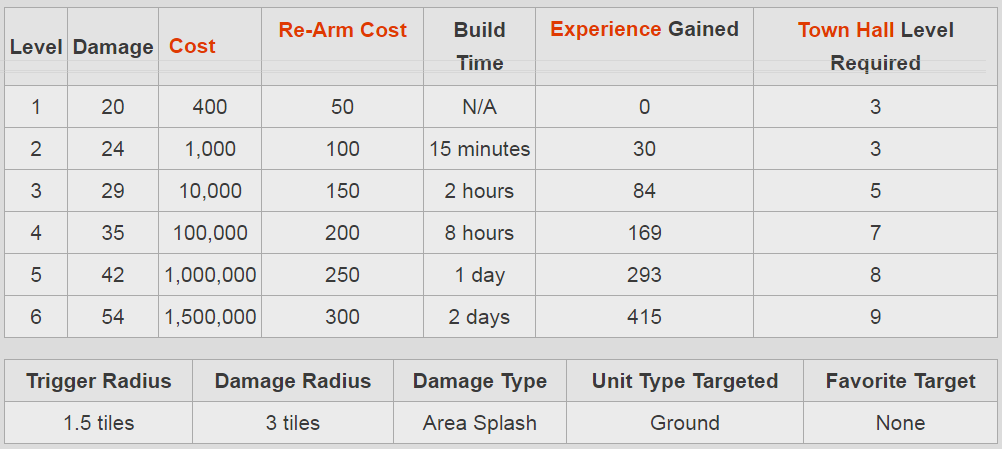 Level Damage Cost Re-Arm Cost Build Time Experience Gained Town Hall Level Required
1 20 400 50 N/A 0 3
2 24 1,000 100 15 minutes 30 3
3 29 10,000 150 2 hours 84 5
4 35 100,000 200 8 hours 169 7
5 42 1,000,000 250 1 day 293 8
6 54 1,500,000 300 2 days 415 9
Trigger Radius Damage Radius Damage Type Unit Type Targeted Favorite Target
1.5 tiles 3 tiles Area Splash Ground None